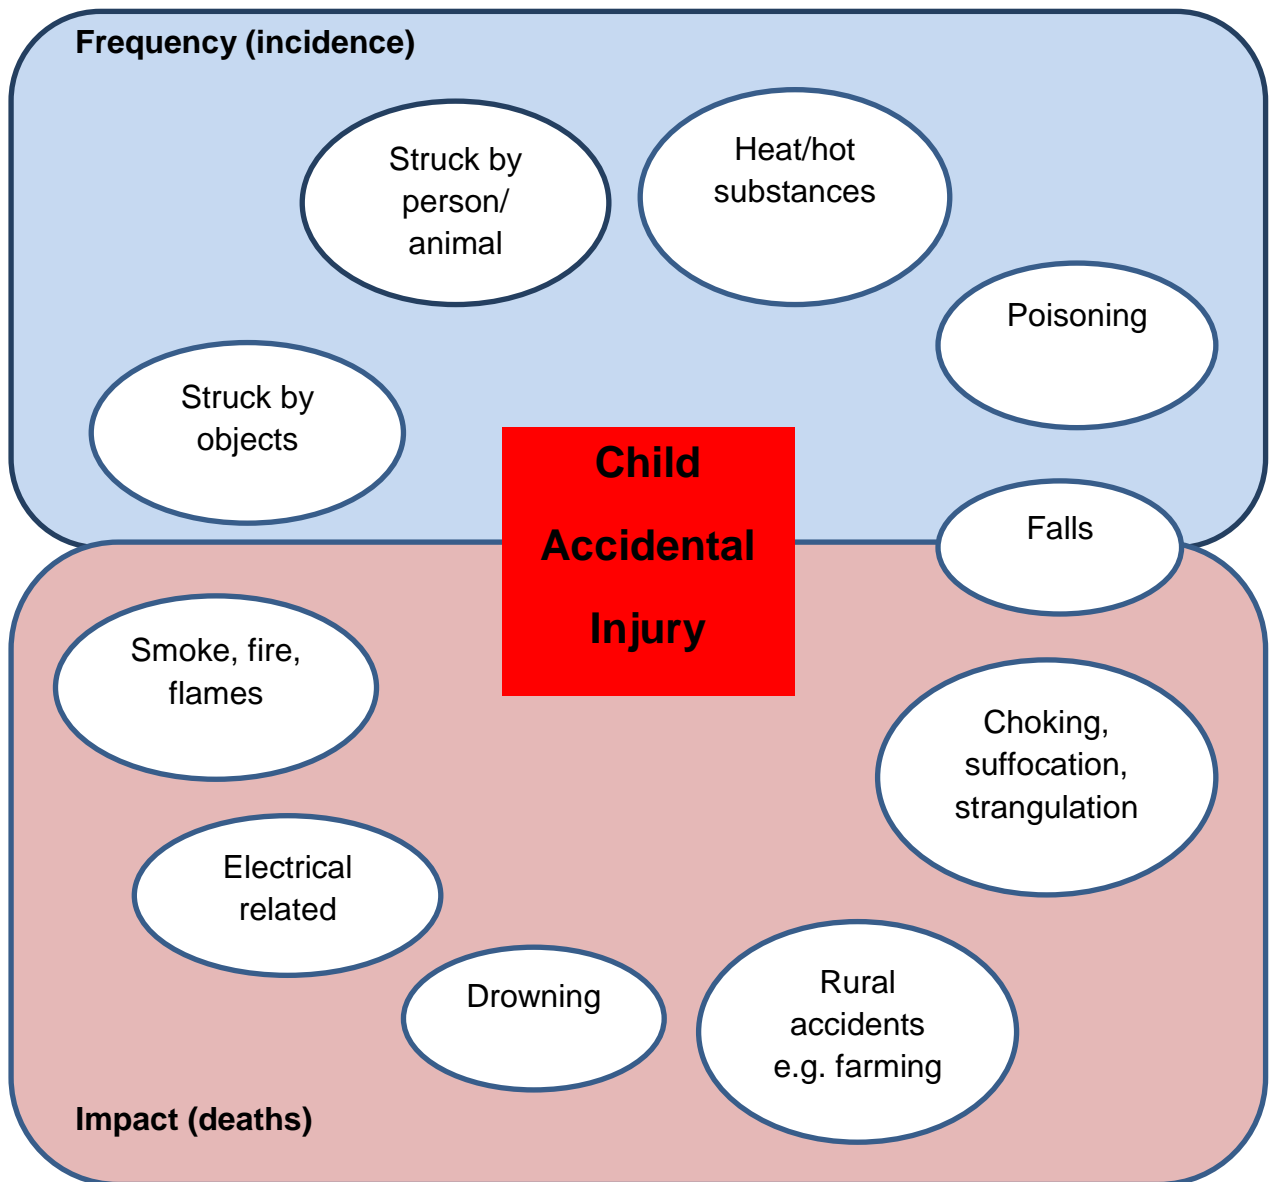 Frequency (incidence)
Struck by
person/
animal
Heat/hot
substances
Poisoning
Struck by
objects
Child
Accidental
Injury
Falls
Smoke, fire,
flames
Choking,
suffocation,
strangulation
Electrical
related
Drowning
Rural
accidents
e.g. farming
Impact (deaths)